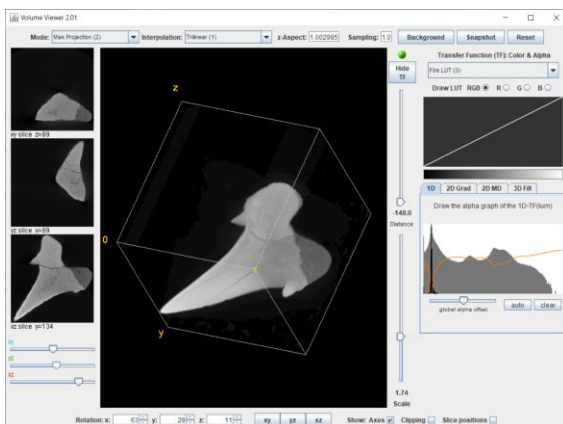 Volume Viewer 2.01
Mode: Max Projection (2) Interpolation: Trilinear (1) z-Aspect: 1.002985 Sampling: 1.0 Background Snapshot Reset
Hide TF
Transfer Function (TF): Color & Alpha
Fire LUT (3)
Draw LUT RGB R G B
xy slice z=89
yz slice x=89
xz slice y=134
xy
yz
xz
z
0
x
y
-148.0
Distance
1.74
Scale
1D 2D Grad 2D MD 3D Fill
Draw the alpha graph of the 1D-TF(lum)
global alpha offset auto clear
Rotation: x: 63 y: 28 z: 11 xy yz xz Show: Axes Clipping Slice positions